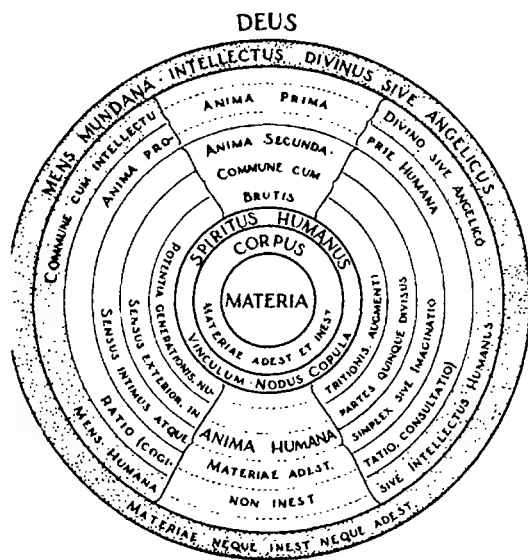 DEUS
MENS MUNDANA · INTELLECTUS DIVINUS SIVE ANGELICUS
ANIMA PRIMA
COMMUNE CUM INTELLECTU
DIVINO SIVE ANGELICO
ANIMA PRO-
PRIE HUMANA
ANIMA SECUNDA·
COMMUNE CUM
BRUTIS
SPIRITUS HUMANUS
CORPUS
MATERIA
MATERIAE ADEST ET INEST
VINCULUM · NODUS COPULA
POTENTIA GENERATIONIS, NU-
TRITIONIS, AUGMENTI
SENSUS EXTERIOR IN
PARTES QUINQUE DIVISUS
SENSUS INTIMUS ATQUE
SIMPLEX SIVE IMAGINATIO
RATIO (COGI-
TATIO, CONSULTATIO)
MENS HUMANA
SIVE INTELLECTUS HUMANUS
ANIMA HUMANA
MATERIAE ADEST
NON INEST
MATERIAE NEQUE INEST NEQUE ADEST